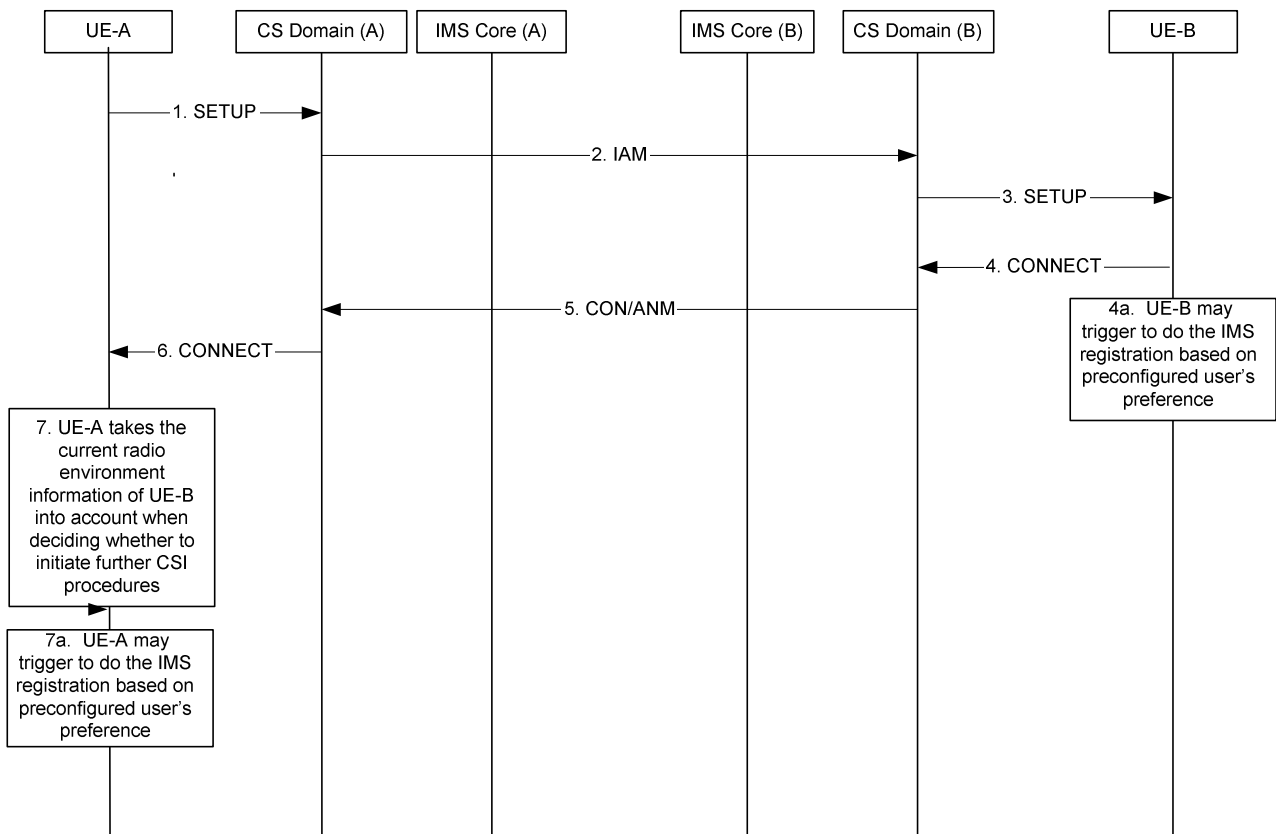 UE-A
CS Domain (A)
IMS Core (A)
IMS Core (B)
CS Domain (B)
UE-B
1. SETUP
2. IAM
3. SETUP
4. CONNECT
5. CON/ANM
4a. UE-B may
trigger to do the IMS
registration based on
preconfigured user's
preference
6. CONNECT
7. UE-A takes the
current radio
environment
information of UE-B
into account when
deciding whether to
initiate further CSI
procedures
7a. UE-A may
trigger to do the IMS
registration based on
preconfigured user's
preference